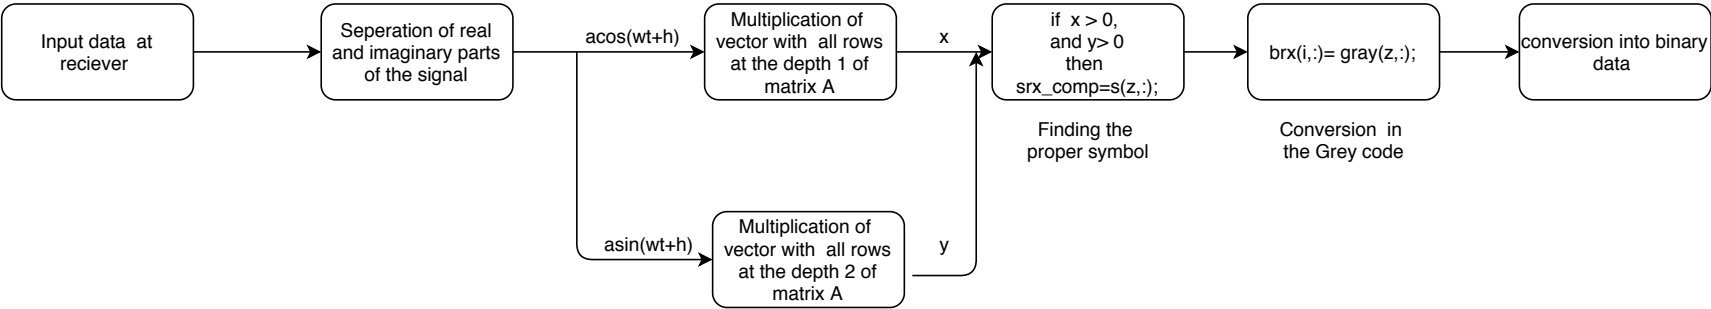 Input data at
reciever
Seperation of real
and imaginary parts
of the signal
acos(wt+h)
Multiplication of
vector with all rows
at the depth 1 of
matrix A
x
if x > 0,
and y> 0
then
srx_comp=s(z,:);
Finding the
proper symbol
brx(i,:)= gray(z,:);
Conversion in
the Grey code
conversion into binary
data
asin(wt+h)
Multiplication of
vector with all rows
at the depth 2 of
matrix A
y